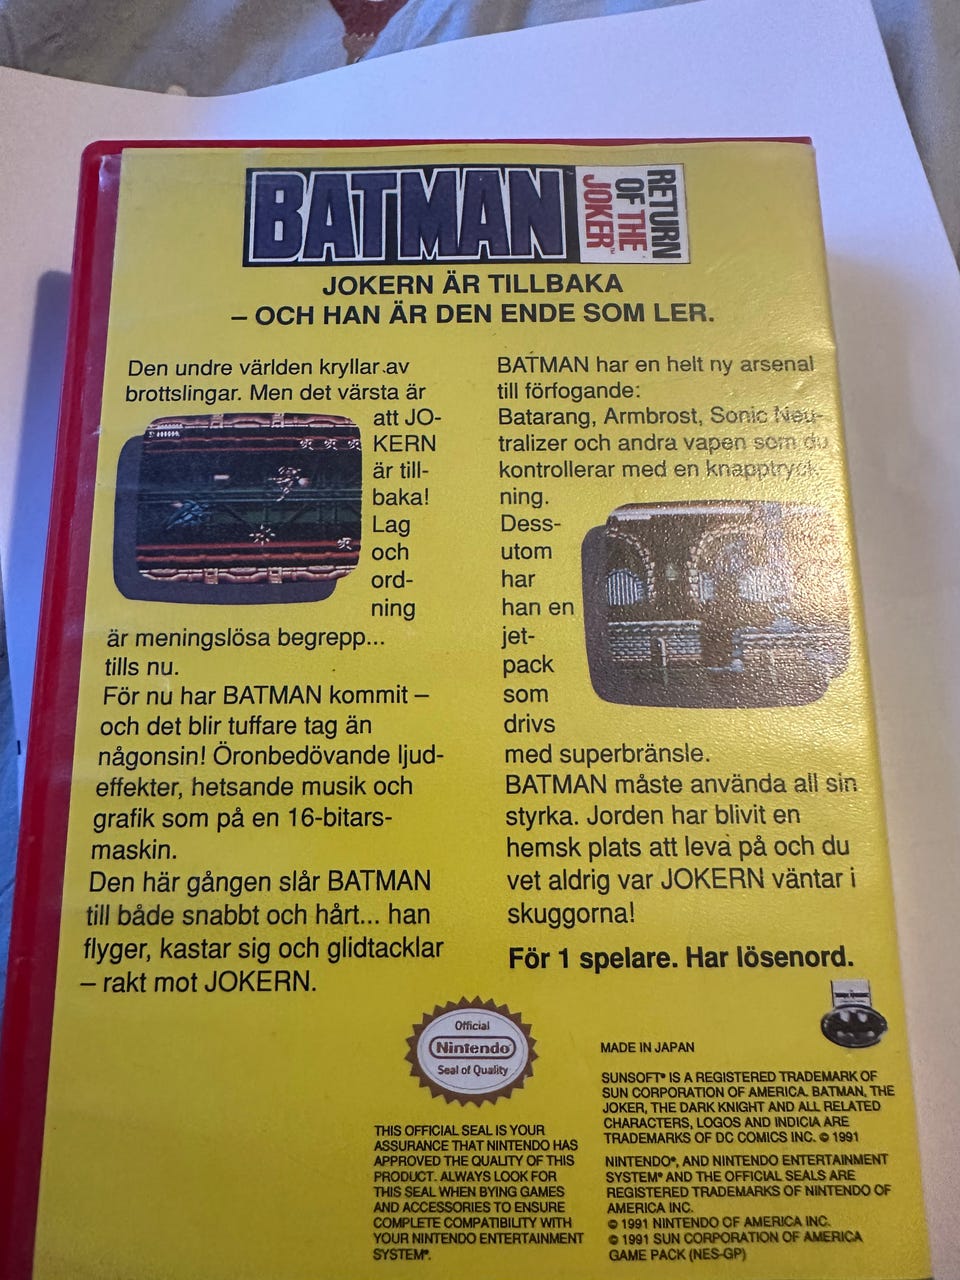 BATMAN
RETURN
OF THE
JOKER™
JOKERN ÄR TILLBAKA
– OCH HAN ÄR DEN ENDE SOM LER.
Den undre världen kryllar av
brottslingar. Men det värsta är
att JO-
KERN
är till-
baka!
Lag
och
ord-
ning
är meningslösa begrepp...
tills nu.
För nu har BATMAN kommit –
och det blir tuffare tag än
någonsin! Öronbedövande ljud-
effekter, hetsande musik och
grafik som på en 16-bitars-
maskin.
Den här gången slår BATMAN
till både snabbt och hårt... han
flyger, kastar sig och glidtacklar
– rakt mot JOKERN.
BATMAN har en helt ny arsenal
till förfogande:
Batarang, Armbrost, Sonic Neu-
tralizer och andra vapen som du
kontrollerar med en knapptryck-
ning.
Dess-
utom
har
han en
jet-
pack
som
drivs
med superbränsle.
BATMAN måste använda all sin
styrka. Jorden har blivit en
hemsk plats att leva på och du
vet aldrig var JOKERN väntar i
skuggorna!
För 1 spelare. Har lösenord.
Official
Nintendo®
Seal of Quality
THIS OFFICIAL SEAL IS YOUR
ASSURANCE THAT NINTENDO HAS
APPROVED THE QUALITY OF THIS
PRODUCT. ALWAYS LOOK FOR
THIS SEAL WHEN BYING GAMES
AND ACCESSORIES TO ENSURE
COMPLETE COMPATIBILITY WITH
YOUR NINTENDO ENTERTAINMENT
SYSTEM®.
MADE IN JAPAN
SUNSOFT® IS A REGISTERED TRADEMARK OF
SUN CORPORATION OF AMERICA. BATMAN, THE
JOKER, THE DARK KNIGHT AND ALL RELATED
CHARACTERS, LOGOS AND INDICIA ARE
TRADEMARKS OF DC COMICS INC. © 1991
NINTENDO®, AND NINTENDO ENTERTAINMENT
SYSTEM® AND THE OFFICIAL SEALS ARE
REGISTERED TRADEMARKS OF NINTENDO OF
AMERICA INC.
© 1991 NINTENDO OF AMERICA INC.
© 1991 SUN CORPORATION OF AMERICA
GAME PACK (NES-GP)